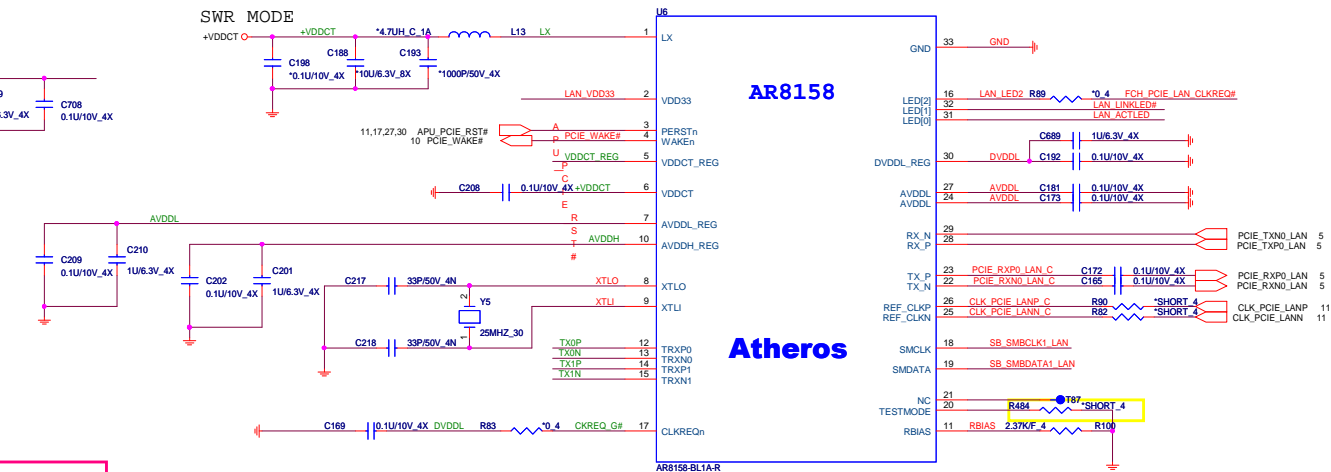 SWR MODE
U6
+VDDCT
+VDDCT
*4.7UH_C_1A
L13
LX
1
LX
C198
*0.1U/10V_4X
C188
*10U/6.3V_8X
C193
*1000P/50V_4X
GND
33
GND
C708
0.1U/10V_4X
AR8158
LAN_VDD33
2
VDD33
LED[2]
16
LAN_LED2
R89
*0_4
FCH_PCIE_LAN_CLKREQ#
LED[1]
32
LAN_LINKLED#
LED[0]
31
LAN_ACTLED
11,17,27,30
APU_PCIE_RST#
3
PERSTn
10
PCIE_WAKE#
PCIE_WAKE#
4
WAKEn
APU_PCIE_RST#
VDDCT_REG
5
VDDCT_REG
C689
1U/6.3V_4X
DVDDL_REG
30
DVDDL
C192
0.1U/10V_4X
C208
0.1U/10V_4X
+VDDCT
6
VDDCT
AVDDL
27
AVDDL
C181
0.1U/10V_4X
AVDDL
24
AVDDL
C173
0.1U/10V_4X
AVDDL
7
AVDDL_REG
AVDDH
10
AVDDH_REG
RX_N
29
PCIE_TXN0_LAN 5
RX_P
28
PCIE_TXP0_LAN 5
C209
0.1U/10V_4X
C210
1U/6.3V_4X
C202
0.1U/10V_4X
C201
1U/6.3V_4X
TX_P
23
PCIE_RXP0_LAN_C
C172
0.1U/10V_4X
PCIE_RXP0_LAN 5
TX_N
22
PCIE_RXN0_LAN_C
C165
0.1U/10V_4X
PCIE_RXN0_LAN 5
C217
33P/50V_4N
XTLO
8
XTLO
2
Y5
1
25MHZ_30
XTLI
9
XTLI
C218
33P/50V_4N
REF_CLKP
26
CLK_PCIE_LANP_C
R90
*SHORT_4
CLK_PCIE_LANP 11
REF_CLKN
25
CLK_PCIE_LANN_C
R82
*SHORT_4
CLK_PCIE_LANN 11
Atheros
TX0P
12
TRXP0
TX0N
13
TRXN0
TX1P
14
TRXP1
TX1N
15
TRXN1
SMCLK
18
SB_SMBCLK1_LAN
SMDATA
19
SB_SMBDATA1_LAN
NC
21
T87
TESTMODE
20
R484
*SHORT_4
C169
0.1U/10V_4X
DVDDL
R83
*0_4
CKREQ_G#
17
CLKREQn
RBIAS
11
RBIAS
2.37K/F_4
R100
AR8158-BL1A-R